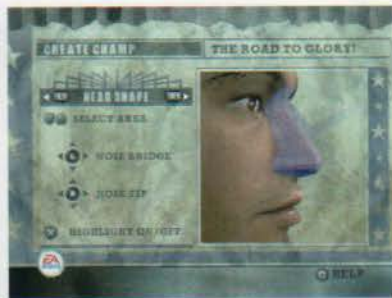 CREATE CHAMP
THE ROAD TO GLORY!
HEAD SHAPE
SELECT AREA
NOSE BRIDGE
NOSE TIP
HIGHLIGHT ON/OFF
EA
HELP